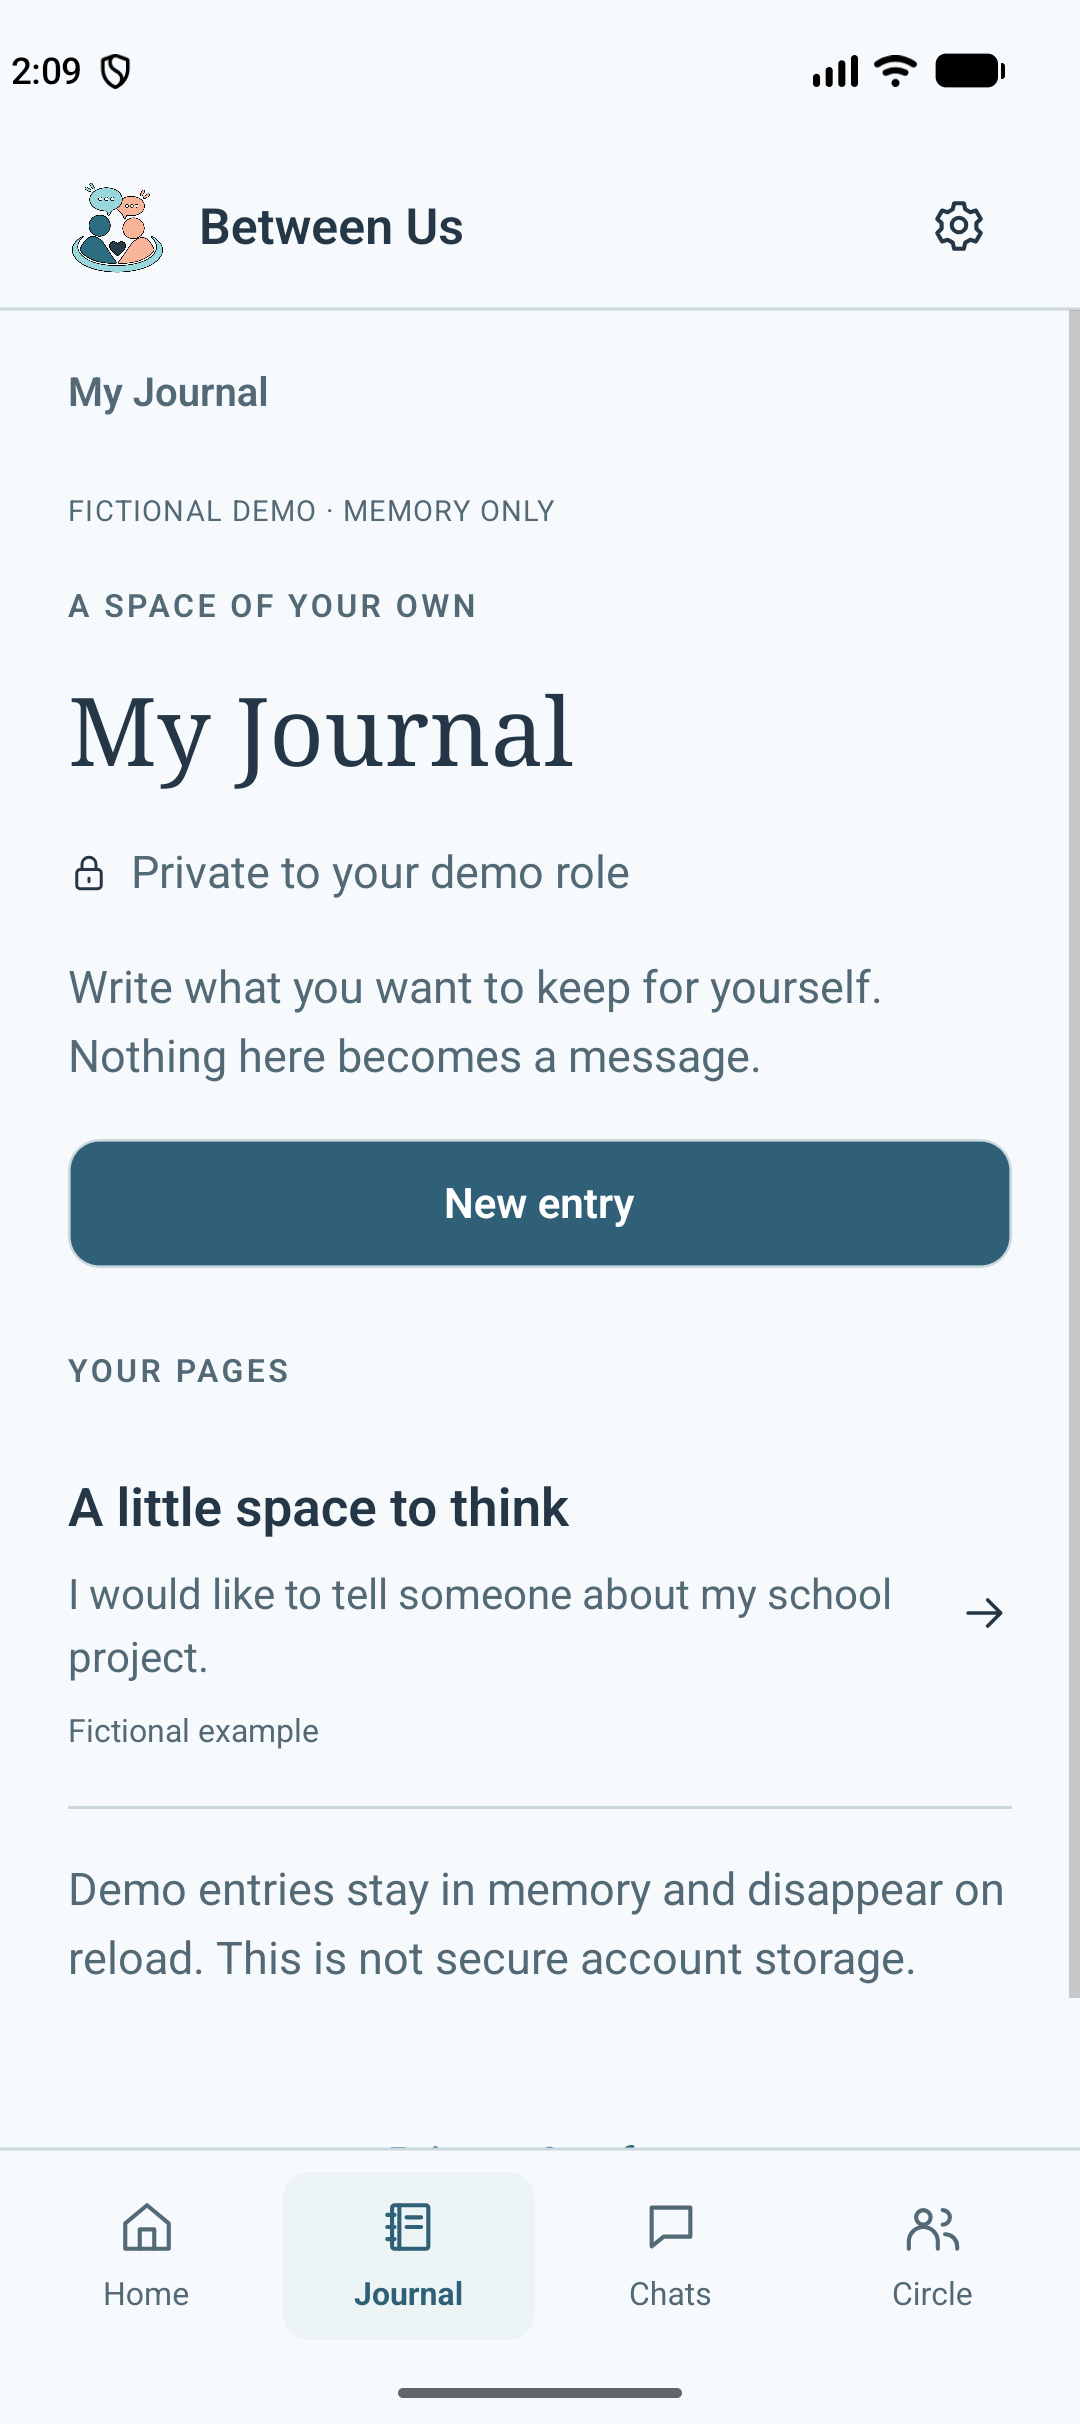 2:09
Between Us
My Journal
FICTIONAL DEMO · MEMORY ONLY
A SPACE OF YOUR OWN
My Journal
Private to your demo role
Write what you want to keep for yourself.
Nothing here becomes a message.
New entry
YOUR PAGES
A little space to think
I would like to tell someone about my school
project.
Fictional example
Demo entries stay in memory and disappear on
reload. This is not secure account storage.
Home
Journal
Chats
Circle